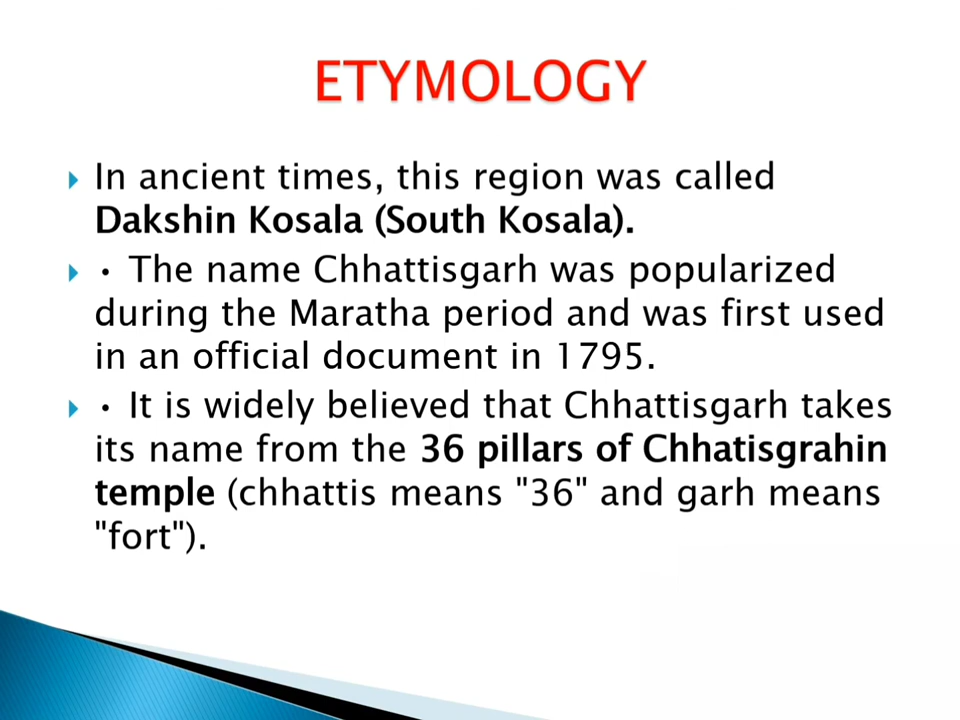 ETYMOLOGY
In ancient times, this region was called
Dakshin Kosala (South Kosala).
• The name Chhattisgarh was popularized
during the Maratha period and was first used
in an official document in 1795.
• It is widely believed that Chhattisgarh takes
its name from the 36 pillars of Chhatisgrahin
temple (chhattis means "36" and garh means
"fort").